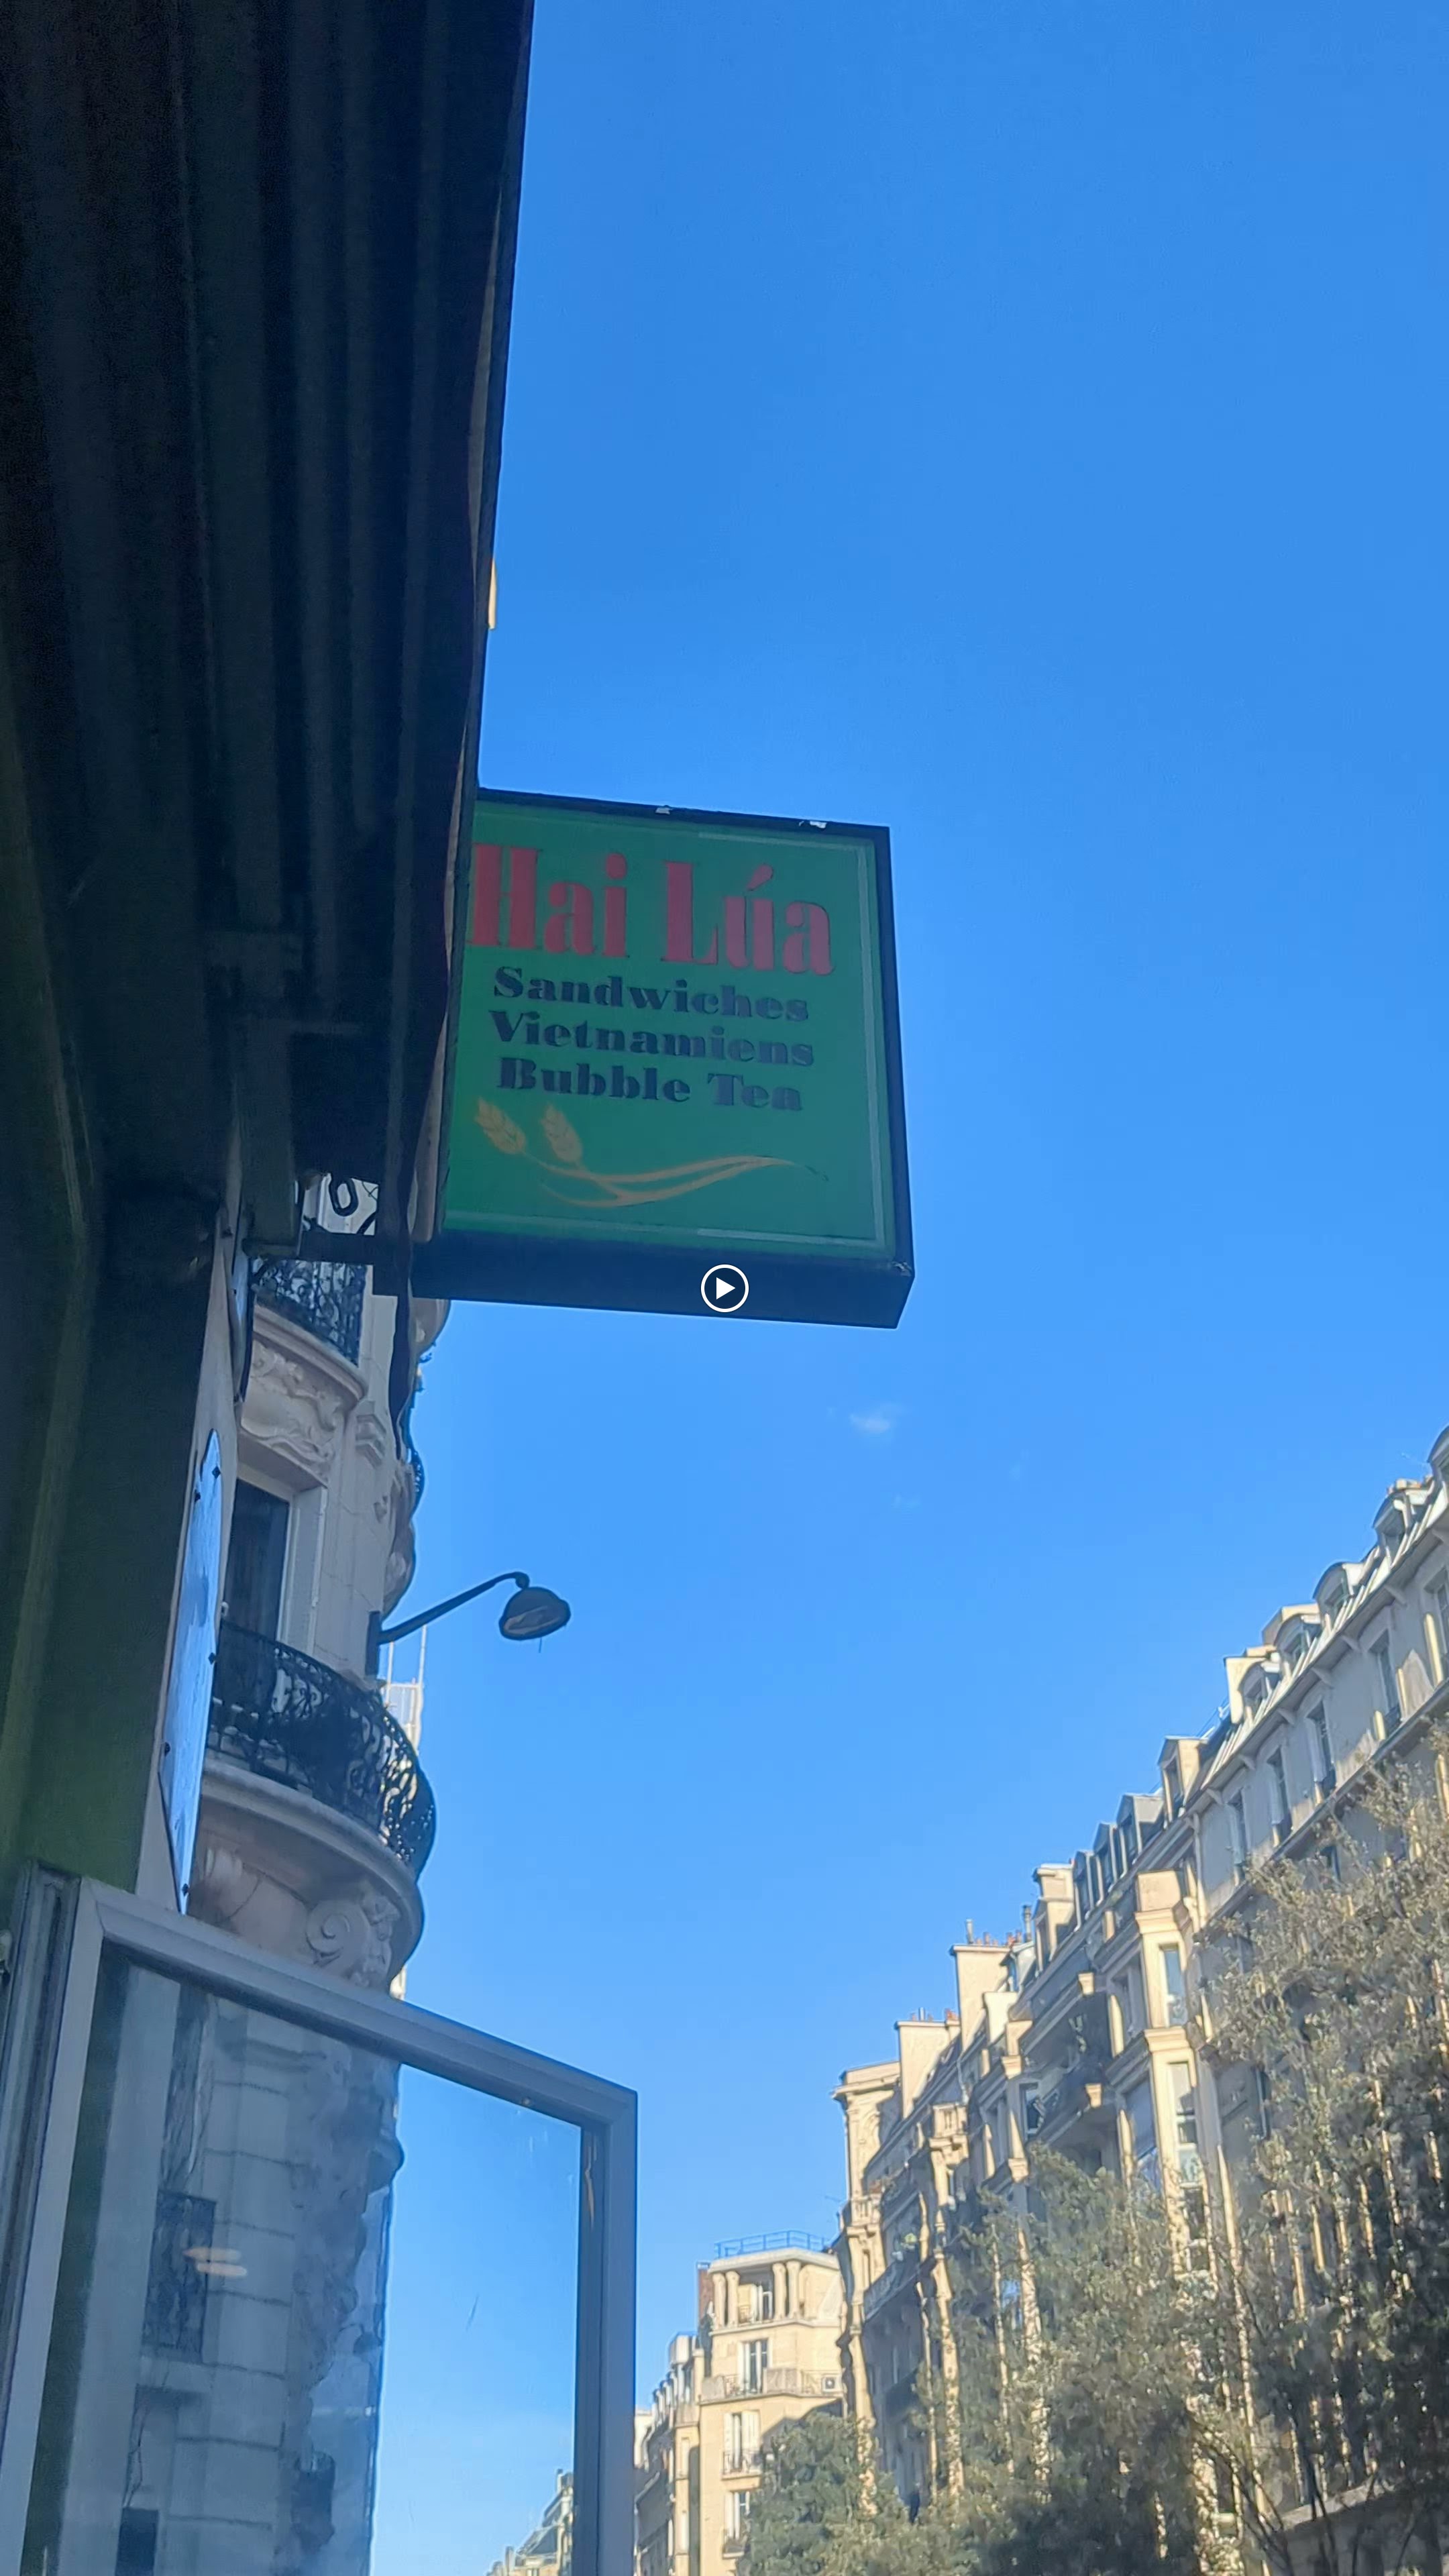 Hai Lúa
Sandwiches
Vietnamiens
Bubble Tea